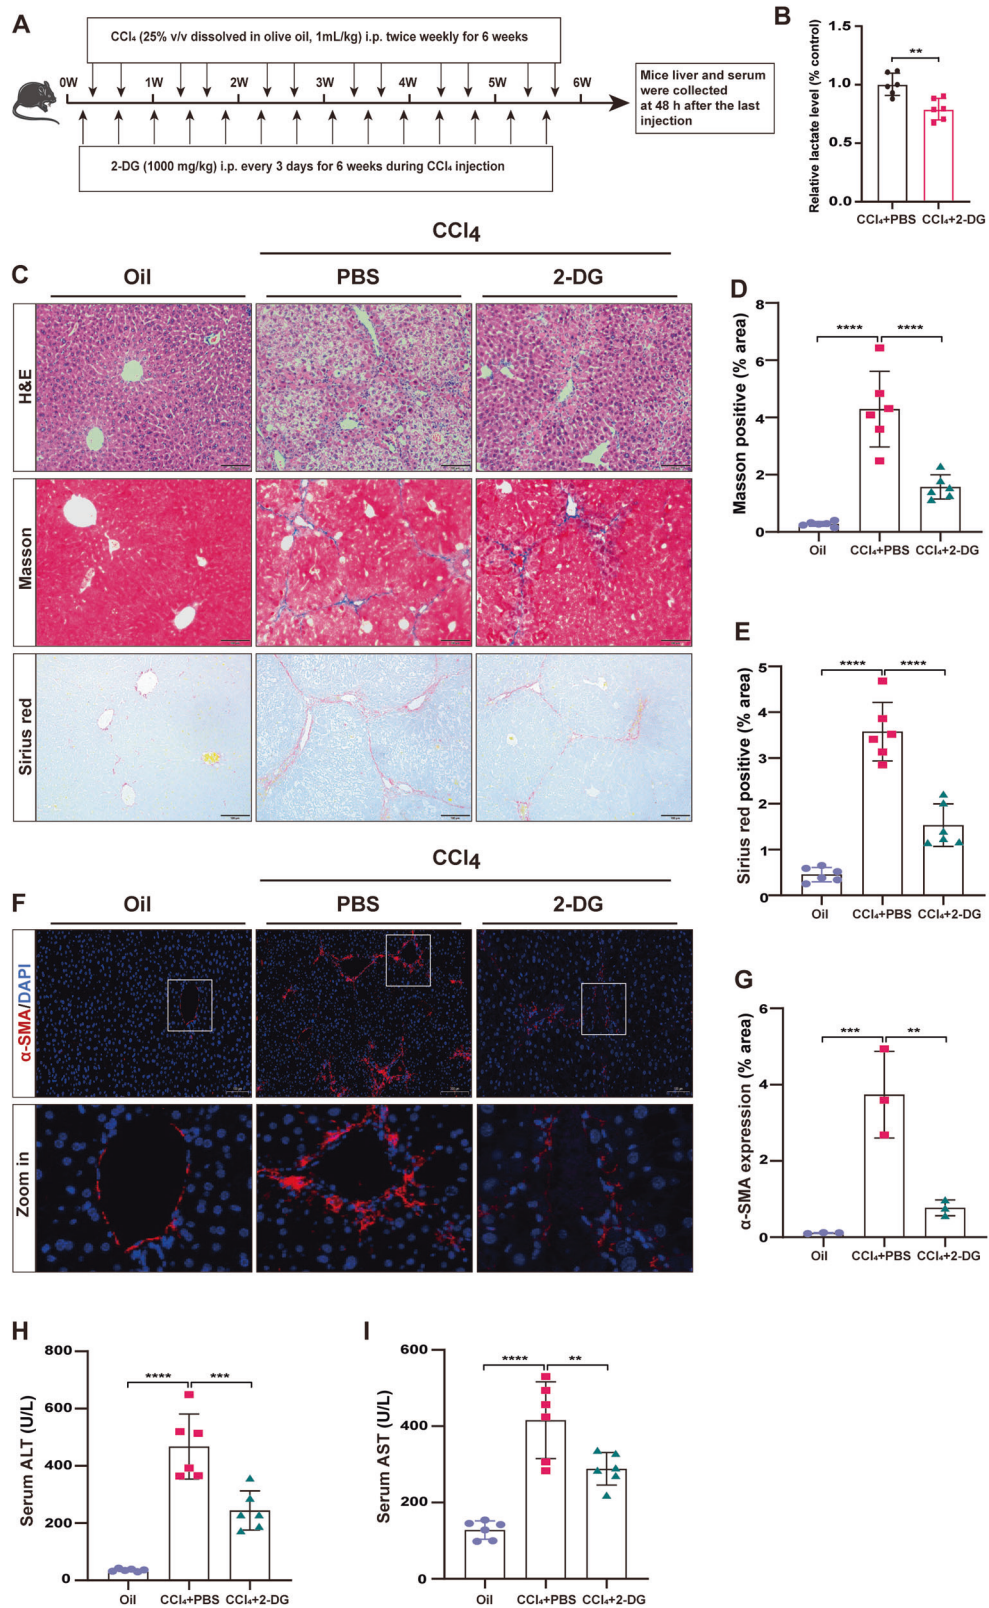 A
CCl₄ (25% v/v dissolved in olive oil, 1mL/kg) i.p. twice weekly for 6 weeks
0W 1W 2W 3W 4W 5W 6W
Mice liver and serum
were collected
at 48 h after the last
injection
2-DG (1000 mg/kg) i.p. every 3 days for 6 weeks during CCl₄ injection
B
Relative lactate level (% control)
1.5
1.0
0.5
0.0
**
CCl₄+PBS CCl₄+2-DG
C
CCl4
Oil PBS 2-DG
H&E
Masson
Sirius red
D
Masson positive (% area)
8
6
4
2
0
**** ****
Oil CCl₄+PBS CCl₄+2-DG
E
Sirius red positive (% area)
5
4
3
2
1
0
**** ****
Oil CCl₄+PBS CCl₄+2-DG
F
CCl4
Oil PBS 2-DG
α-SMA/DAPI
Zoom in
G
α-SMA expression (% area)
6
4
2
0
*** **
Oil CCl₄+PBS CCl₄+2-DG
H
Serum ALT (U/L)
800
600
400
200
0
**** ***
Oil CCl₄+PBS CCl₄+2-DG
I
Serum AST (U/L)
600
400
200
0
**** **
Oil CCl₄+PBS CCl₄+2-DG